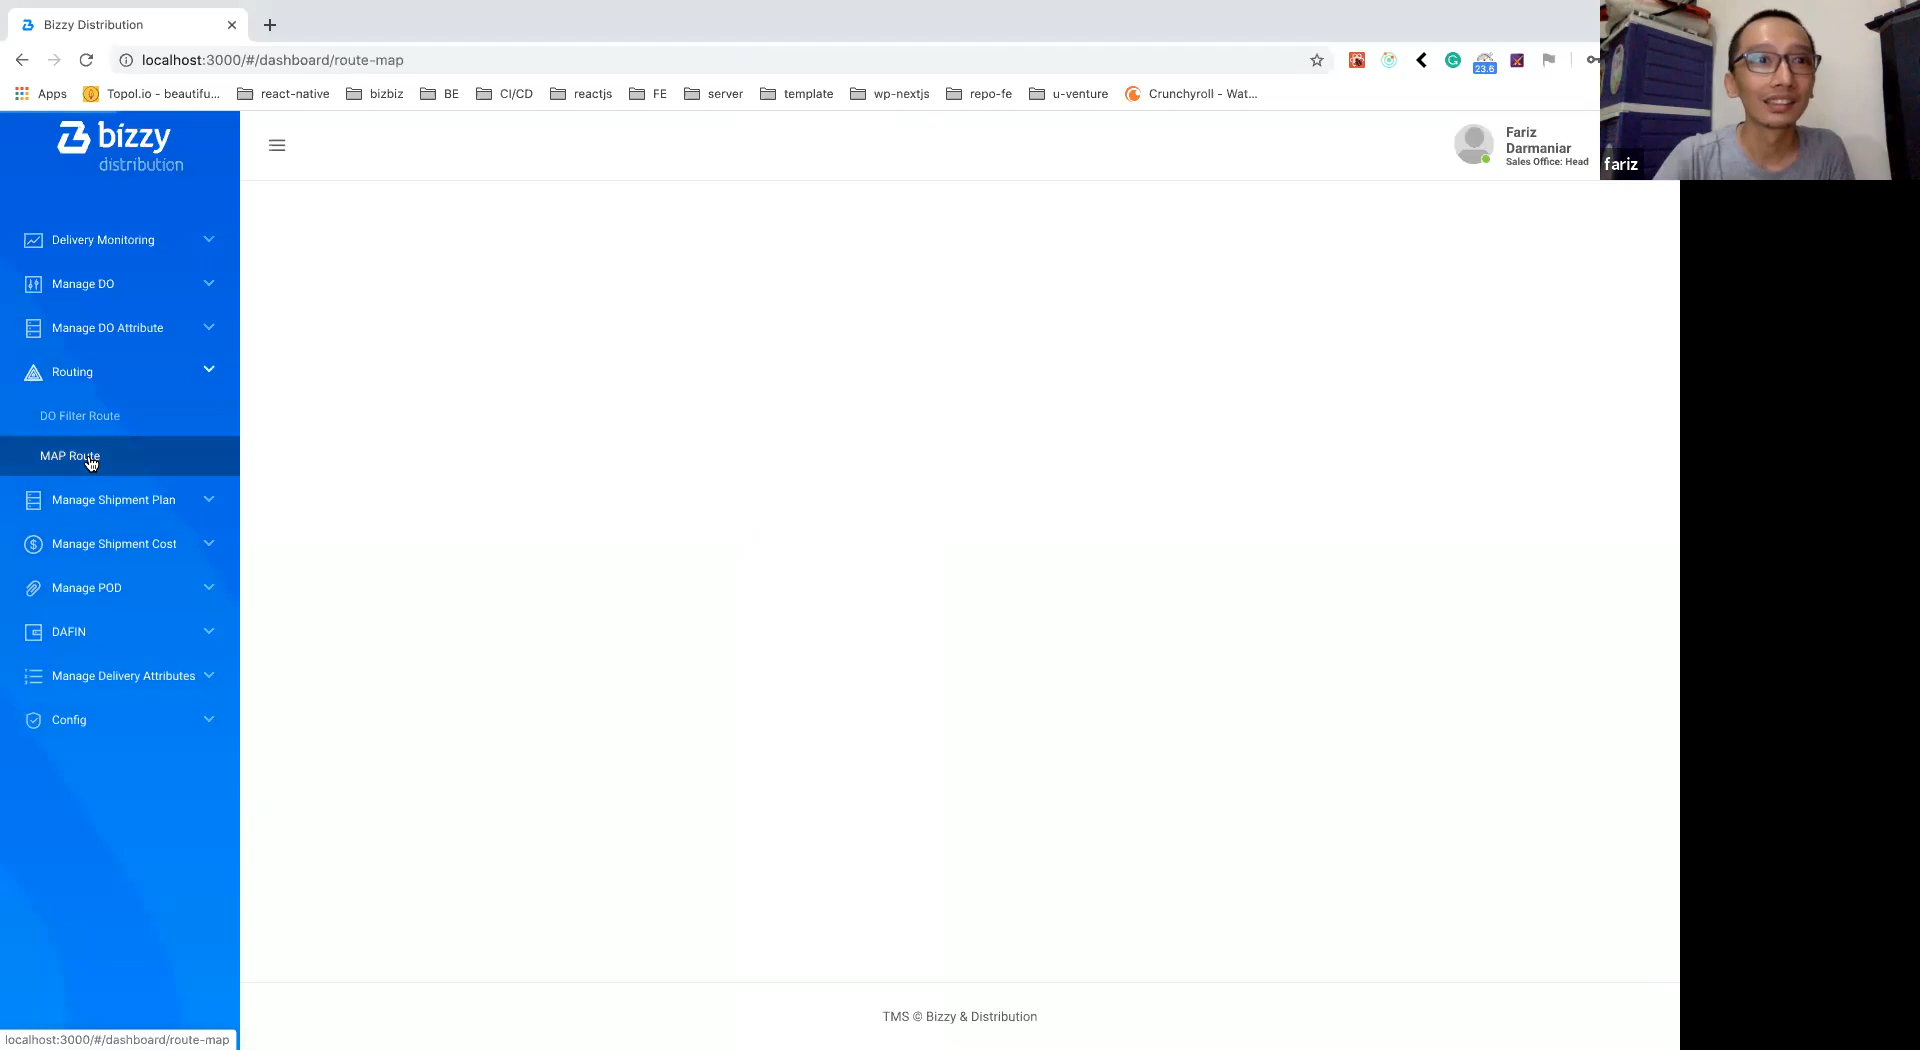 Bizzy Distribution
localhost:3000/#/dashboard/route-map
23.6
Apps
Topol.io - beautifu...
react-native
bizbiz
BE
CI/CD
reactjs
FE
server
template
wp-nextjs
repo-fe
u-venture
Crunchyroll - Wat...
bizzy
distribution
Fariz
Darmaniar
Sales Office: Head
fariz
Delivery Monitoring
Manage DO
Manage DO Attribute
Routing
DO Filter Route
MAP Route
Manage Shipment Plan
Manage Shipment Cost
Manage POD
DAFIN
Manage Delivery Attributes
Config
TMS © Bizzy & Distribution
localhost:3000/#/dashboard/route-map